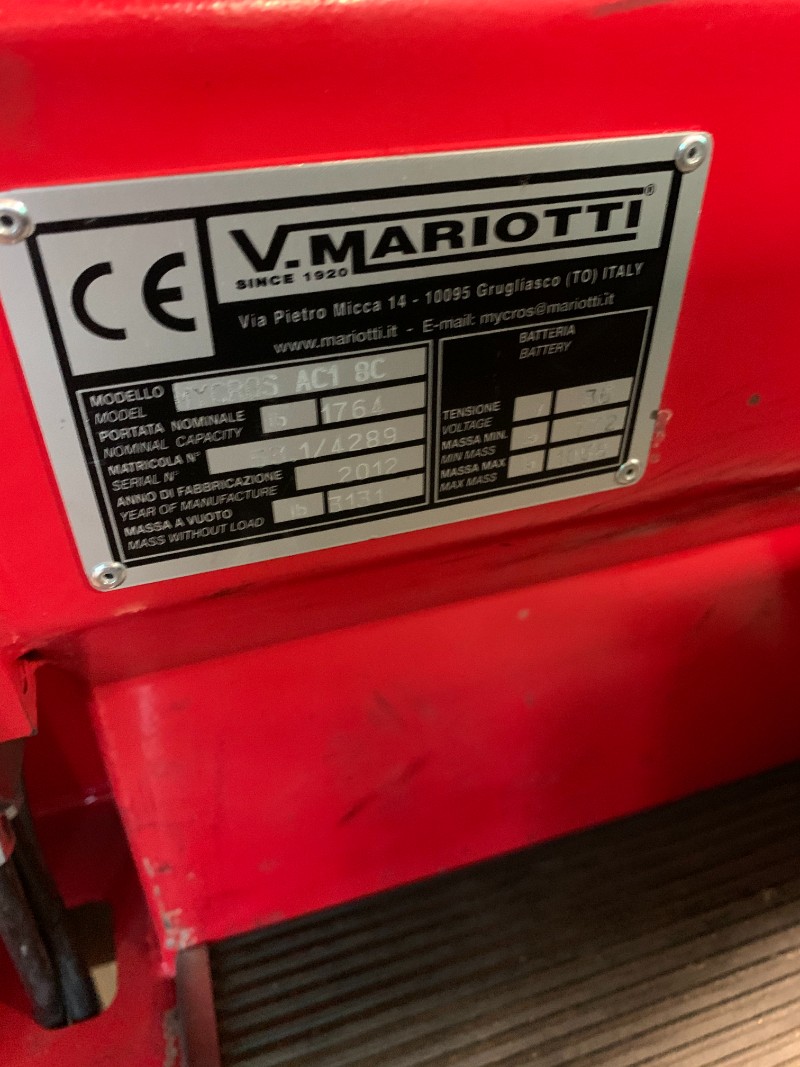 CE
V.MARIOTTI®
SINCE 1920
Via Pietro Micca 14 - 10095 Grugliasco (TO) ITALY
www.mariotti.it - E-mail: mycros@mariotti.it
MODELLO
MODEL
MYCROS AC1 8C
PORTATA NOMINALE
NOMINAL CAPACITY
1764
MATRICOLA N°
SERIAL N°
1/4289
ANNO DI FABBRICAZIONE
YEAR OF MANUFACTURE
2012
MASSA A VUOTO
MASS WITHOUT LOAD
BATTERIA
BATTERY
TENSIONE
VOLTAGE
36
MASSA MIN.
MIN MASS
MASSA MAX
MAX MASS